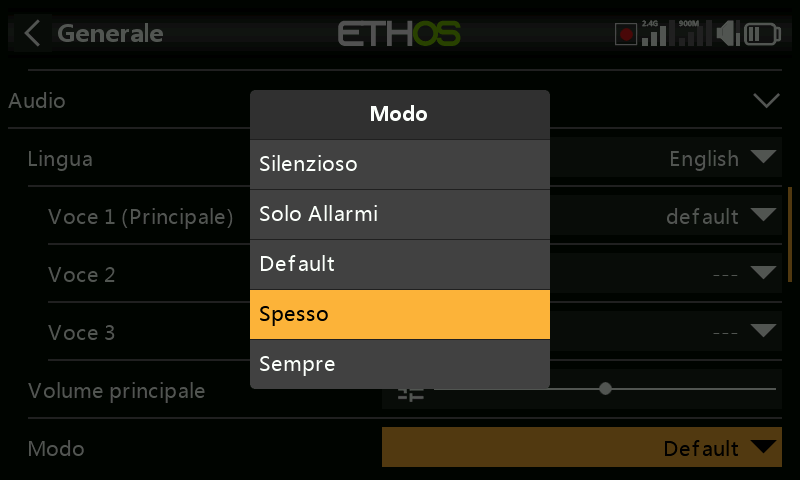 Generale
ETHOS
2.4G
900M
Audio
Modo
Silenzioso
Solo Allarmi
Default
Spesso
Sempre
Lingua
English
Voce 1 (Principale)
default
Voce 2
---
Voce 3
---
Volume principale
Modo
Default